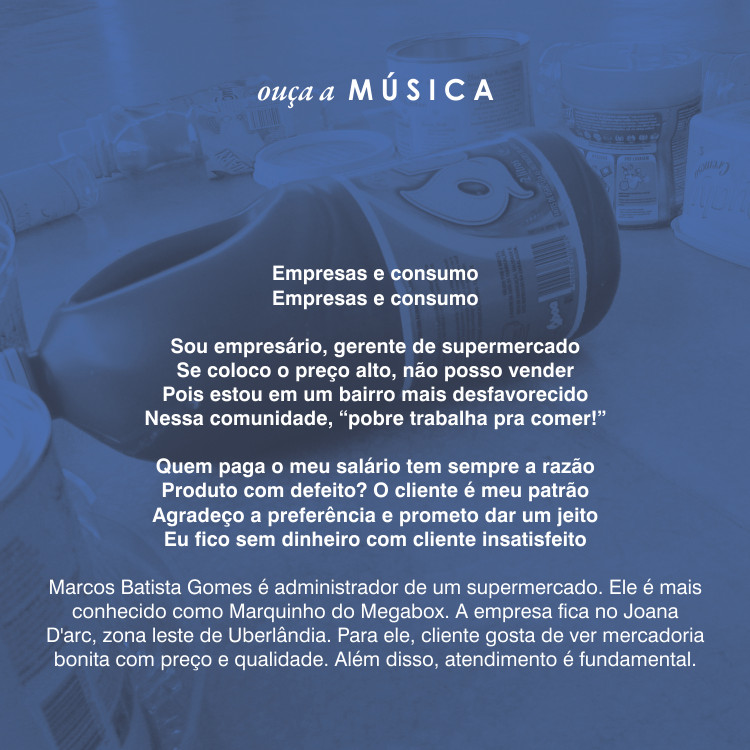 ouça a MÚSICA
Empresas e consumo
Empresas e consumo
Sou empresário, gerente de supermercado
Se coloco o preço alto, não posso vender
Pois estou em um bairro mais desfavorecido
Nessa comunidade, “pobre trabalha pra comer!”
Quem paga o meu salário tem sempre a razão
Produto com defeito? O cliente é meu patrão
Agradeço a preferência e prometo dar um jeito
Eu fico sem dinheiro com cliente insatisfeito
Marcos Batista Gomes é administrador de um supermercado. Ele é mais
conhecido como Marquinho do Megabox. A empresa fica no Joana
D'arc, zona leste de Uberlândia. Para ele, cliente gosta de ver mercadoria
bonita com preço e qualidade. Além disso, atendimento é fundamental.